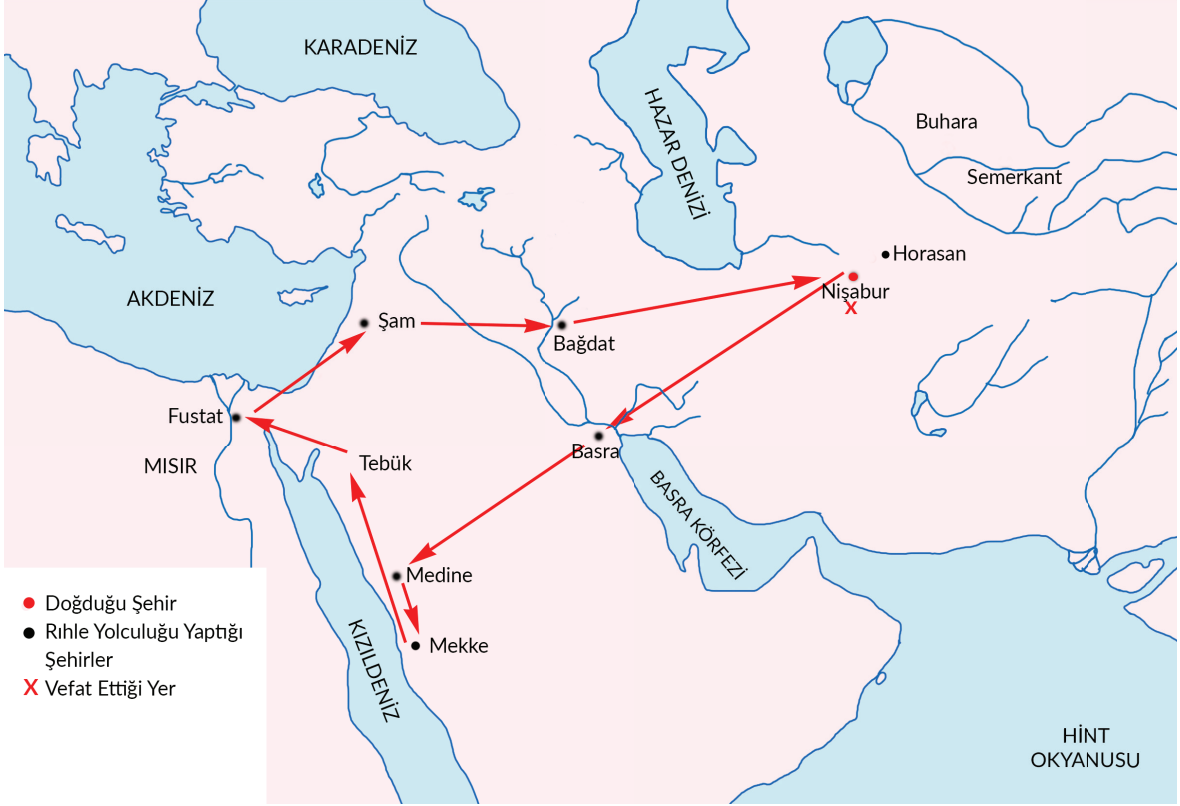 KARADENİZ
HAZAR DENİZİ
Buhara
Semerkant
Horasan
Nişabur
X
AKDENİZ
Şam
Bağdat
Fustat
Basra
MISIR
Tebük
BASRA KÖRFEZİ
Medine
Mekke
KIZILDENİZ
HİNT
OKYANUSU
Doğduğu Şehir
Rıhle Yolculuğu Yaptığı
Şehirler
X Vefat Ettiği Yer